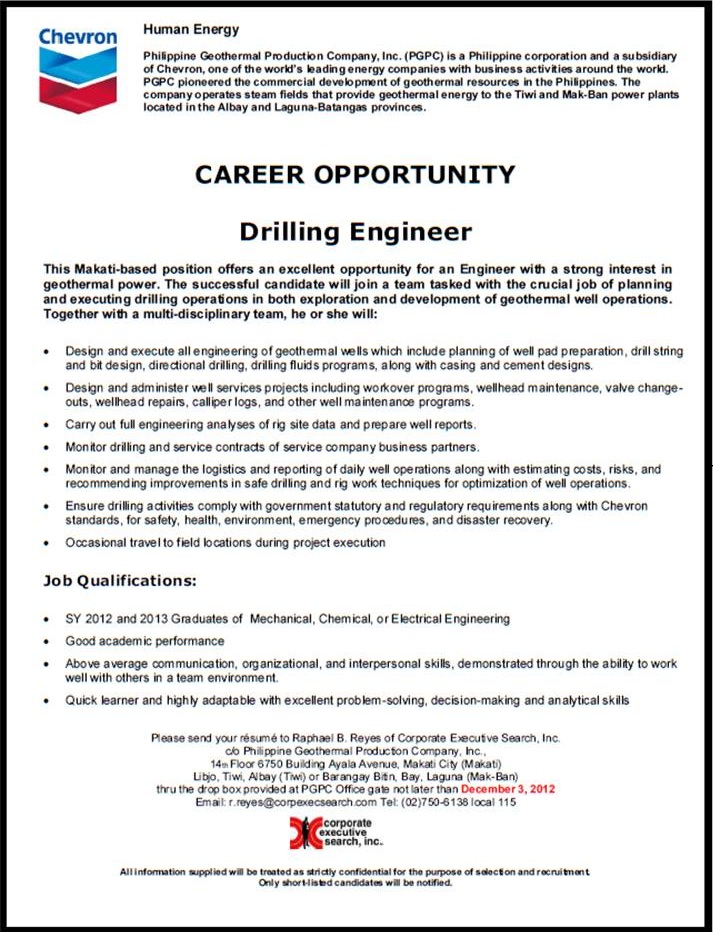 Chevron
Human Energy
Philippine Geothermal Production Company, Inc. (PGPC) is a Philippine corporation and a subsidiary
of Chevron, one of the world's leading energy companies with business activities around the world.
PGPC pioneered the commercial development of geothermal resources in the Philippines. The
company operates steam fields that provide geothermal energy to the Tiwi and Mak-Ban power plants
located in the Albay and Laguna-Batangas provinces.
CAREER OPPORTUNITY
Drilling Engineer
This Makati-based position offers an excellent opportunity for an Engineer with a strong interest in
geothermal power. The successful candidate will join a team tasked with the crucial job of planning
and executing drilling operations in both exploration and development of geothermal well operations.
Together with a multi-disciplinary team, he or she will:
• Design and execute all engineering of geothermal wells which include planning of well pad preparation, drill string
and bit design, directional drilling, drilling fluids programs, along with casing and cement designs.
• Design and administer well services projects including workover programs, wellhead maintenance, valve change-
outs, wellhead repairs, calliper logs, and other well maintenance programs.
• Carry out full engineering analyses of rig site data and prepare well reports.
• Monitor drilling and service contracts of service company business partners.
• Monitor and manage the logistics and reporting of daily well operations along with estimating costs, risks, and
recommending improvements in safe drilling and rig work techniques for optimization of well operations.
• Ensure drilling activities comply with government statutory and regulatory requirements along with Chevron
standards, for safety, health, environment, emergency procedures, and disaster recovery.
• Occasional travel to field locations during project execution
Job Qualifications:
• SY 2012 and 2013 Graduates of Mechanical, Chemical, or Electrical Engineering
• Good academic performance
• Above average communication, organizational, and interpersonal skills, demonstrated through the ability to work
well with others in a team environment.
• Quick learner and highly adaptable with excellent problem-solving, decision-making and analytical skills
Please send your résumé to Raphael B. Reyes of Corporate Executive Search, Inc.
c/o Philippine Geothermal Production Company, Inc.,
14th Floor 6750 Building Ayala Avenue, Makati City (Makati)
Libjo, Tiwi, Albay (Tiwi) or Barangay Bitin, Bay, Laguna (Mak-Ban)
thru the drop box provided at PGPC Office gate not later than December 3, 2012
Email: r.reyes@corpexecsearch.com Tel: (02)750-6138 local 115
corporate
executive
search, inc.
All information supplied will be treated as strictly confidential for the purpose of selection and recruitment
Only short-listed candidates will be notified.